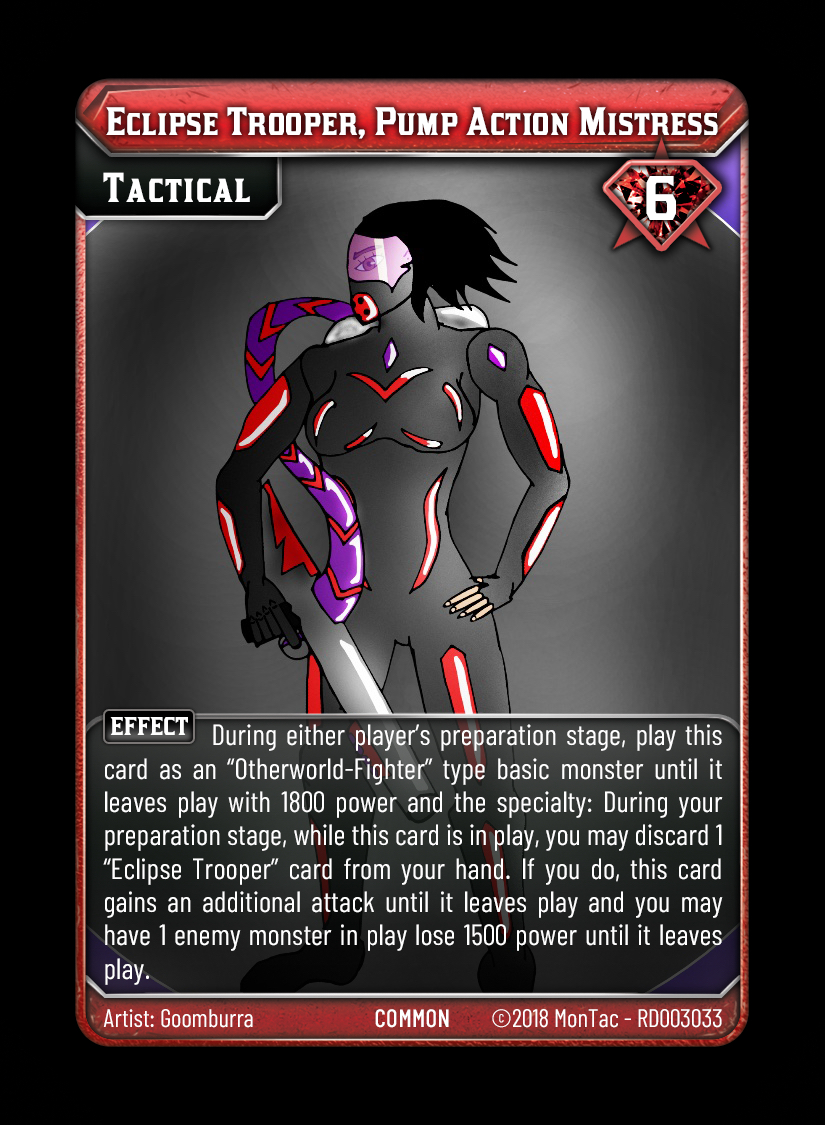 Eclipse Trooper, Pump Action Mistress
Tactical
6
EFFECT During either player's preparation stage, play this
card as an “Otherworld-Fighter” type basic monster until it
leaves play with 1800 power and the specialty: During your
preparation stage, while this card is in play, you may discard 1
“Eclipse Trooper” card from your hand. If you do, this card
gains an additional attack until it leaves play and you may
have 1 enemy monster in play lose 1500 power until it leaves
play.
Artist: Goomburra COMMON ©2018 MonTac - RD003033